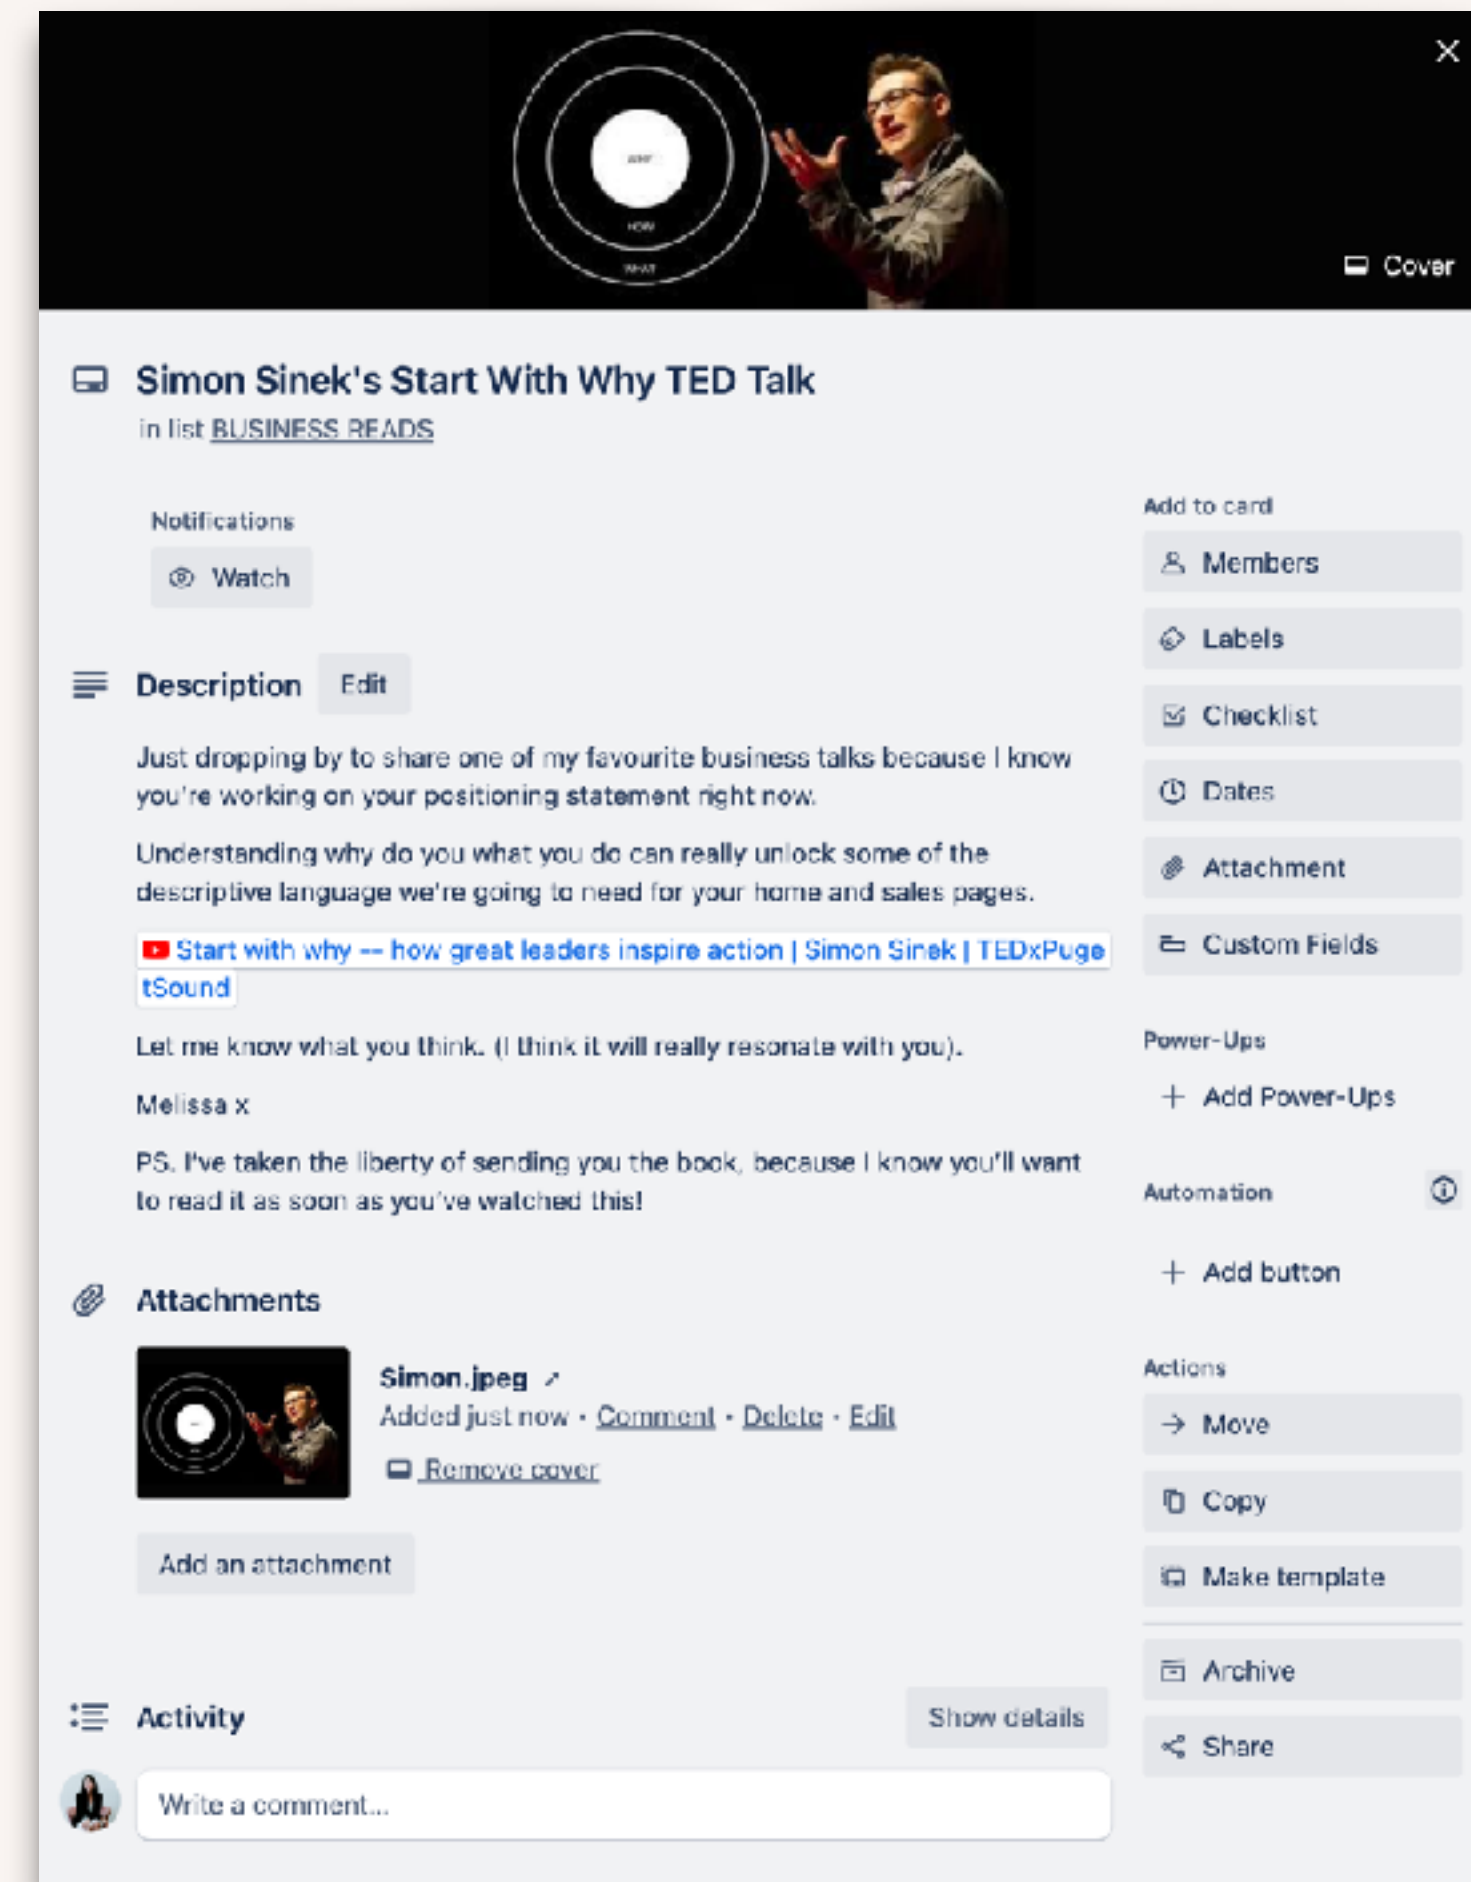 HOW
WHAT
Cover
Simon Sinek's Start With Why TED Talk
in list BUSINESS READS
Notifications
Watch
Description Edit
Just dropping by to share one of my favourite business talks because I know
you're working on your positioning statement right now.
Understanding why do you what you do can really unlock some of the
descriptive language we're going to need for your home and sales pages.
Start with why -- how great leaders inspire action | Simon Sinek | TEDxPuge
tSound
Let me know what you think. (I think it will really resonate with you).
Melissa x
PS. I've taken the liberty of sending you the book, because I know you'll want
to read it as soon as you've watched this!
Attachments
Simon.jpeg
Added just now • Comment • Delete • Edit
Remove cover
Add an attachment
Activity Show details
Write a comment...
Add to card
Members
Labels
Checklist
Dates
Attachment
Custom Fields
Power-Ups
+ Add Power-Ups
Automation
+ Add button
Actions
Move
Copy
Make template
Archive
Share